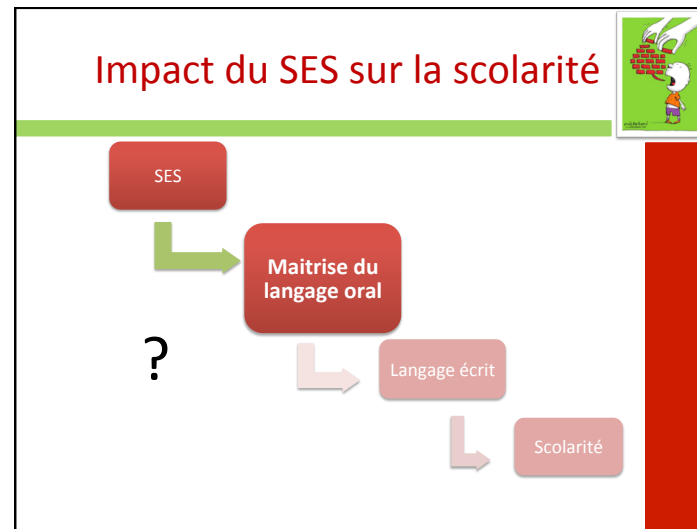 Impact du SES sur la scolarité
SES
Maitrise du
langage oral
?
Langage écrit
Scolarité